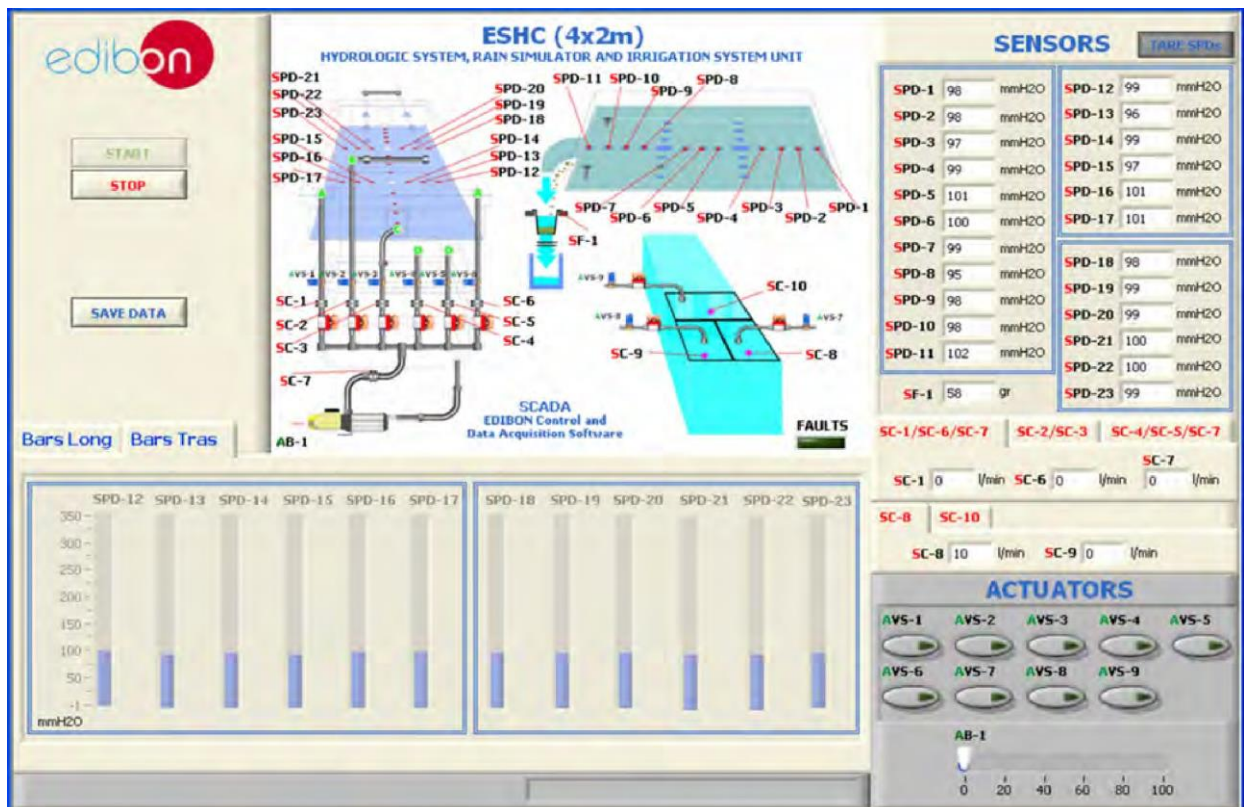 edibon
START
STOP
SAVE DATA
Bars Long Bars Tras
ESHC (4x2m)
HYDROLOGIC SYSTEM, RAIN SIMULATOR AND IRRIGATION SYSTEM UNIT
SPD-21
SPD-22
SPD-23
SPD-15
SPD-16
SPD-17
SPD-20
SPD-19
SPD-18
SPD-14
SPD-13
SPD-12
SPD-11 SPD-10 SPD-8
SPD-9
SPD-7 SPD-5 SPD-3 SPD-1
SPD-6 SPD-4 SPD-2
SF-1
AVS-1 AVS-2
SC-1
SC-2
SC-3
SC-6
SC-5
SC-4
SC-7
AB-1
AVS-9
SC-10
AVS-8
AVS-7
SC-9
SC-8
SCADA
EDIBON Control and
Data Acquisition Software
FAULTS
SENSORS
TARE SPDs
SPD-1 98 mmH2O
SPD-2 98 mmH2O
SPD-3 97 mmH2O
SPD-4 99 mmH2O
SPD-5 101 mmH2O
SPD-6 100 mmH2O
SPD-7 99 mmH2O
SPD-8 95 mmH2O
SPD-9 98 mmH2O
SPD-10 98 mmH2O
SPD-11 102 mmH2O
SF-1 58 gr
SPD-12 99 mmH2O
SPD-13 96 mmH2O
SPD-14 99 mmH2O
SPD-15 97 mmH2O
SPD-16 101 mmH2O
SPD-17 101 mmH2O
SPD-18 98 mmH2O
SPD-19 99 mmH2O
SPD-20 99 mmH2O
SPD-21 100 mmH2O
SPD-22 100 mmH2O
SPD-23 99 mmH2O
SC-1/SC-6/SC-7 SC-2/SC-3 SC-4/SC-5/SC-7
SC-7
SC-1 0 l/min SC-6 0 l/min 0 l/min
SC-8 SC-10
SC-8 10 l/min SC-9 0 l/min
ACTUATORS
AVS-1 AVS-2 AVS-3 AVS-4 AVS-5
AVS-6 AVS-7 AVS-8 AVS-9
AB-1
0 20 40 60 80 100
SPD-12 SPD-13 SPD-14 SPD-15 SPD-16 SPD-17
SPD-18 SPD-19 SPD-20 SPD-21 SPD-22 SPD-23
350
300
250
200
150
100
50
-1
mmH2O